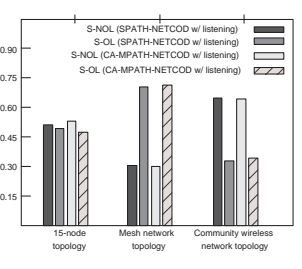 S-NOL (SPATH-NETCOD w/ listening)
S-OL (SPATH-NETCOD w/ listening)
S-NOL (CA-MPATH-NETCOD w/ listening)
S-OL (CA-MPATH-NETCOD w/ listening)
0.90
0.75
0.60
0.45
0.30
0.15
15-node
topology
Mesh network
topology
Community wireless
network topology